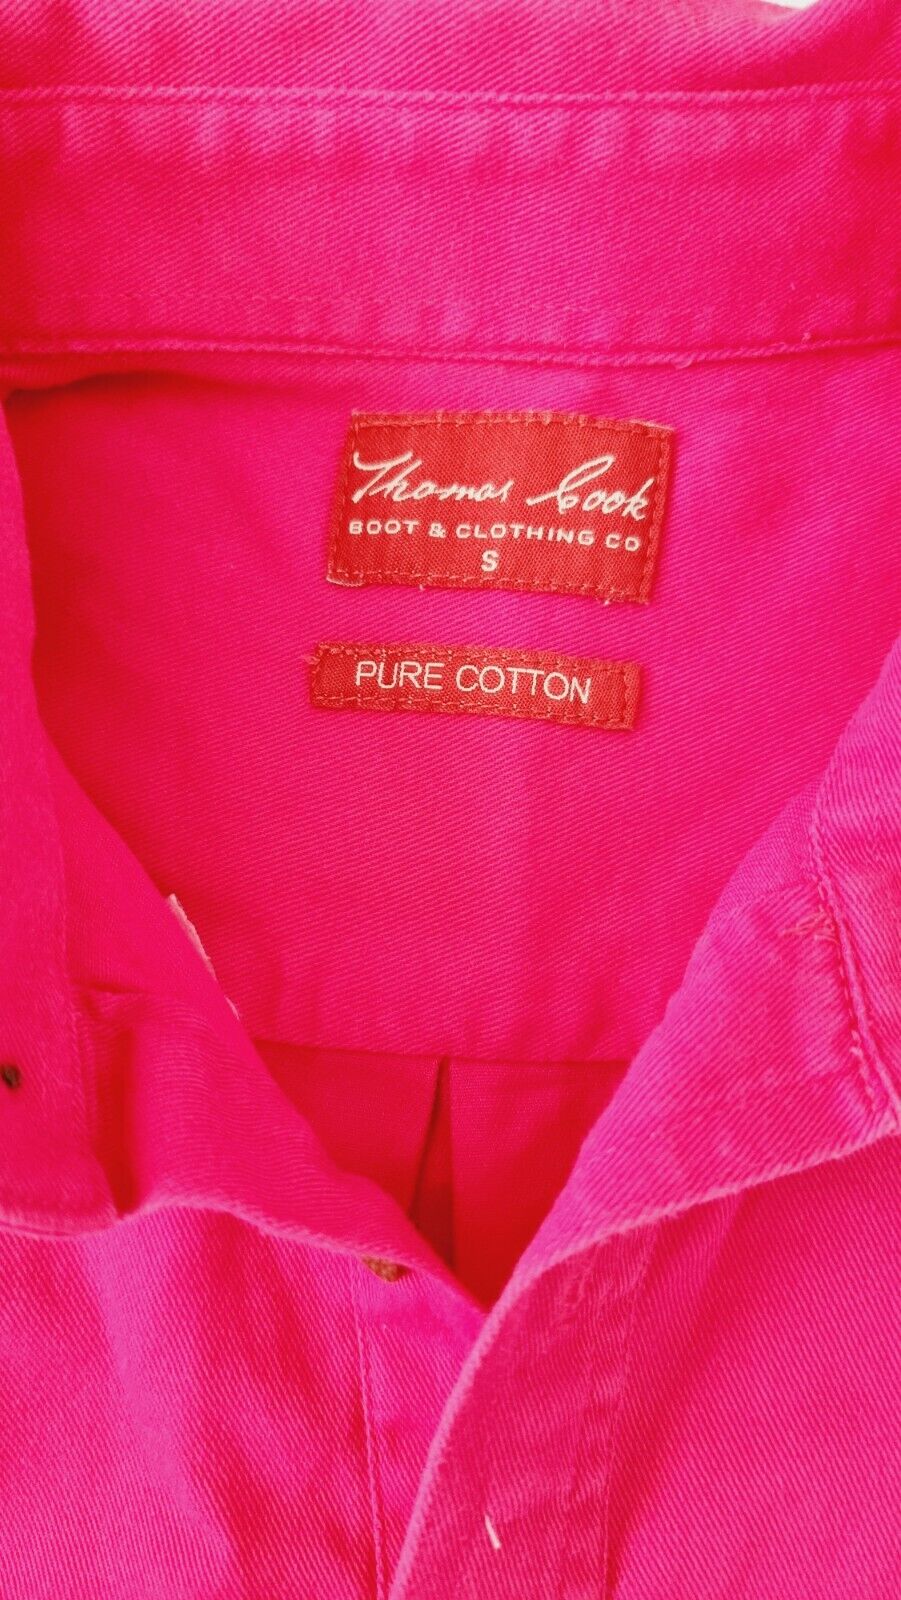 Thomas Cook
BOOT & CLOTHING CO
S
PURE COTTON